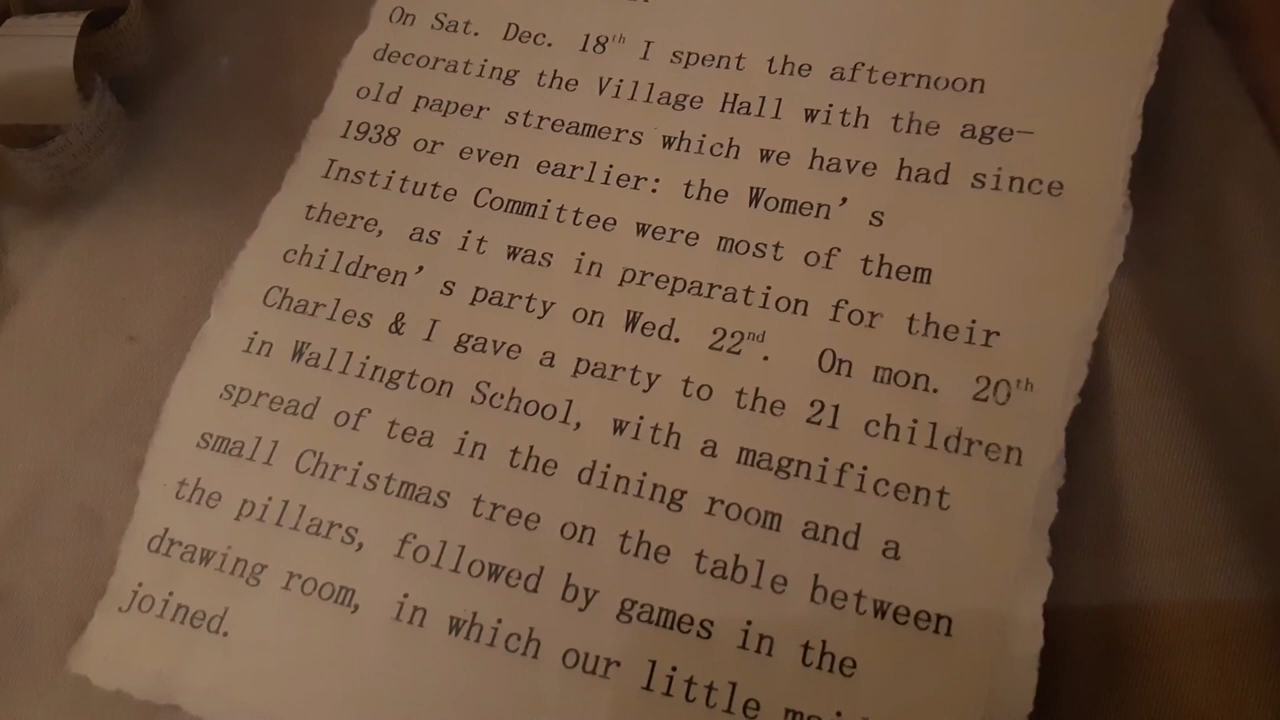 On Sat. Dec. 18th I spent the afternoon
decorating the Village Hall with the age-
old paper streamers which we have had since
1938 or even earlier: the Women's
Institute Committee were most of them
there, as it was in preparation for their
children's party on Wed. 22nd. On mon. 20th
Charles & I gave a party to the 21 children
in Wallington School, with a magnificent
spread of tea in the dining room and a
small Christmas tree on the table between
the pillars, followed by games in the
drawing room, in which our little
joined.